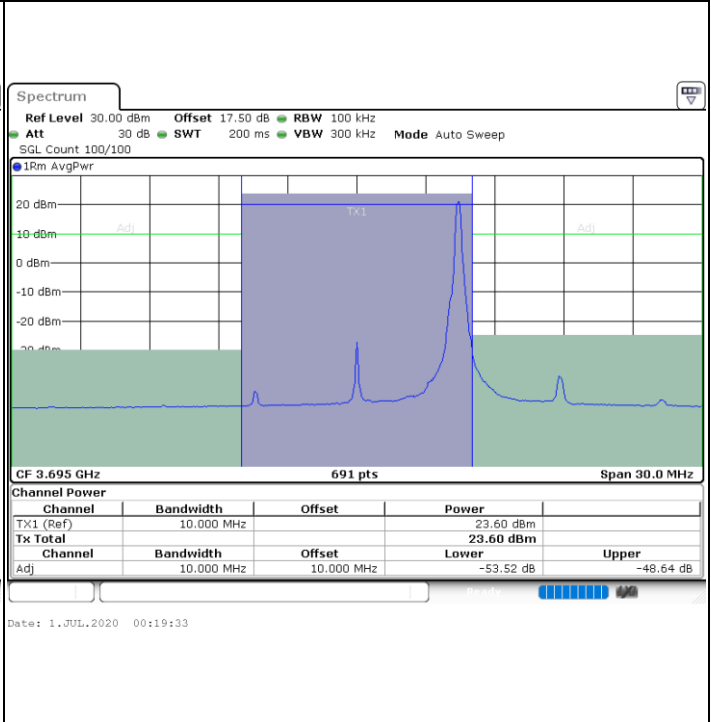 Spectrum
Ref Level 30.00 dBm Offset 17.50 dB RBW 100 kHz
Att 30 dB SWT 200 ms VBW 300 kHz Mode Auto Sweep
SGL Count 100/100
1Rm AvgPwr
20 dBm
TX1
Adj
Adj
10 dBm
0 dBm
-10 dBm
-20 dBm
CF 3.695 GHz 691 pts Span 30.0 MHz
Channel Power
Channel Bandwidth Offset Power
TX1 (Ref) 10.000 MHz 23.60 dBm
Tx Total 23.60 dBm
Channel Bandwidth Offset Lower Upper
Adj 10.000 MHz 10.000 MHz -53.52 dB -48.64 dB
Ready
Date: 1.JUL.2020 00:19:33